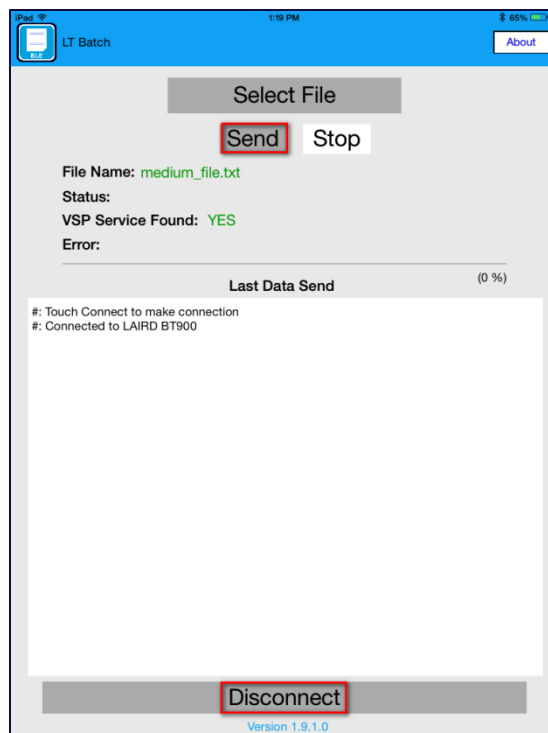 iPad 1:19 PM 65%
BLE LT Batch About
Select File
Send Stop
File Name: medium_file.txt
Status:
VSP Service Found: YES
Error:
Last Data Send (0 %)
#: Touch Connect to make connection
#: Connected to LAIRD BT900
Disconnect
Version 1.9.1.0